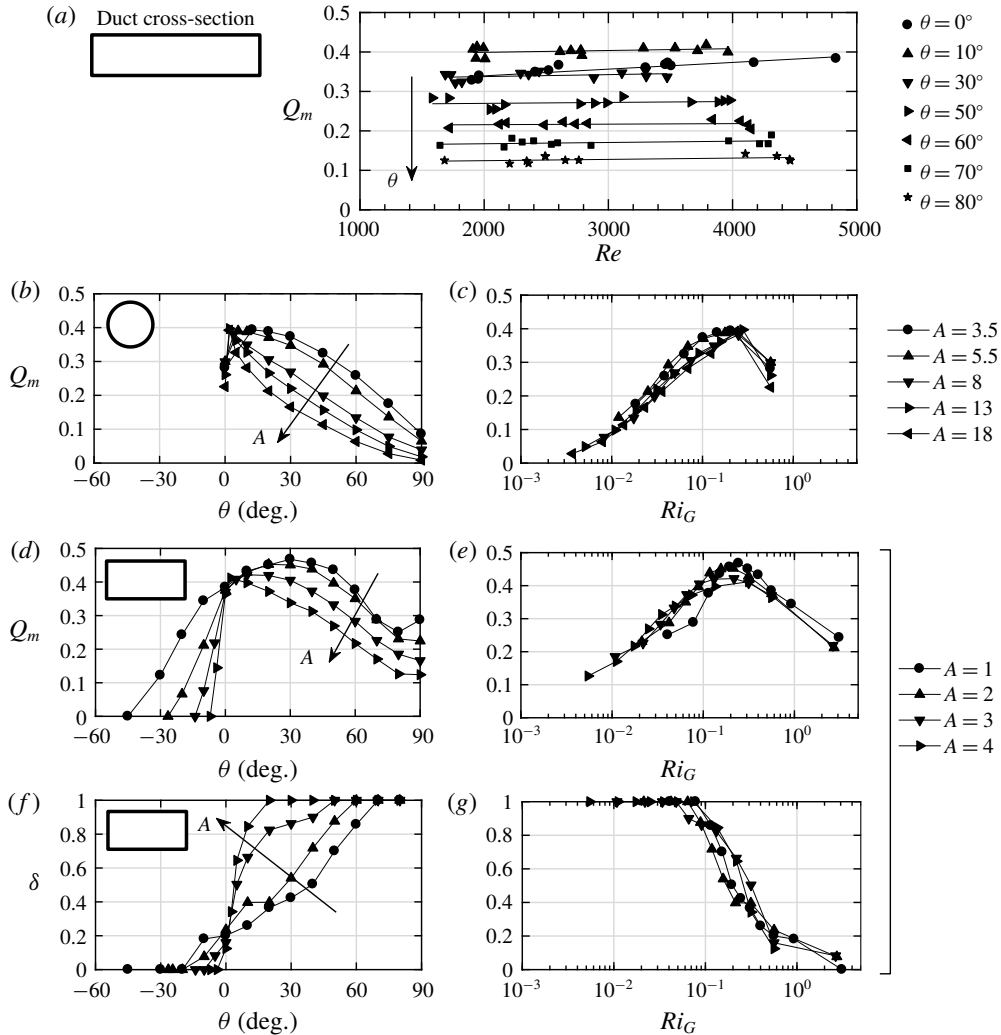 (a) Duct cross-section
0.5
0.4
0.3
0.2
0.1
0
Q_m
θ
1000 2000 3000 4000 5000
Re
θ = 0°
θ = 10°
θ = 30°
θ = 50°
θ = 60°
θ = 70°
θ = 80°
(b)
0.5
0.4
0.3
0.2
0.1
0
Q_m
A
−60 −30 0 30 60 90
θ (deg.)
(c)
0.5
0.4
0.3
0.2
0.1
0
10⁻³ 10⁻² 10⁻¹ 10⁰
Ri_G
A = 3.5
A = 5.5
A = 8
A = 13
A = 18
(d)
0.5
0.4
0.3
0.2
0.1
0
Q_m
A
−60 −30 0 30 60 90
θ (deg.)
(e)
0.5
0.4
0.3
0.2
0.1
0
10⁻³ 10⁻² 10⁻¹ 10⁰
Ri_G
A = 1
A = 2
A = 3
A = 4
(f)
1
0.8
0.6
0.4
0.2
0
δ
A
−60 −30 0 30 60 90
θ (deg.)
(g)
1
0.8
0.6
0.4
0.2
0
10⁻³ 10⁻² 10⁻¹ 10⁰
Ri_G